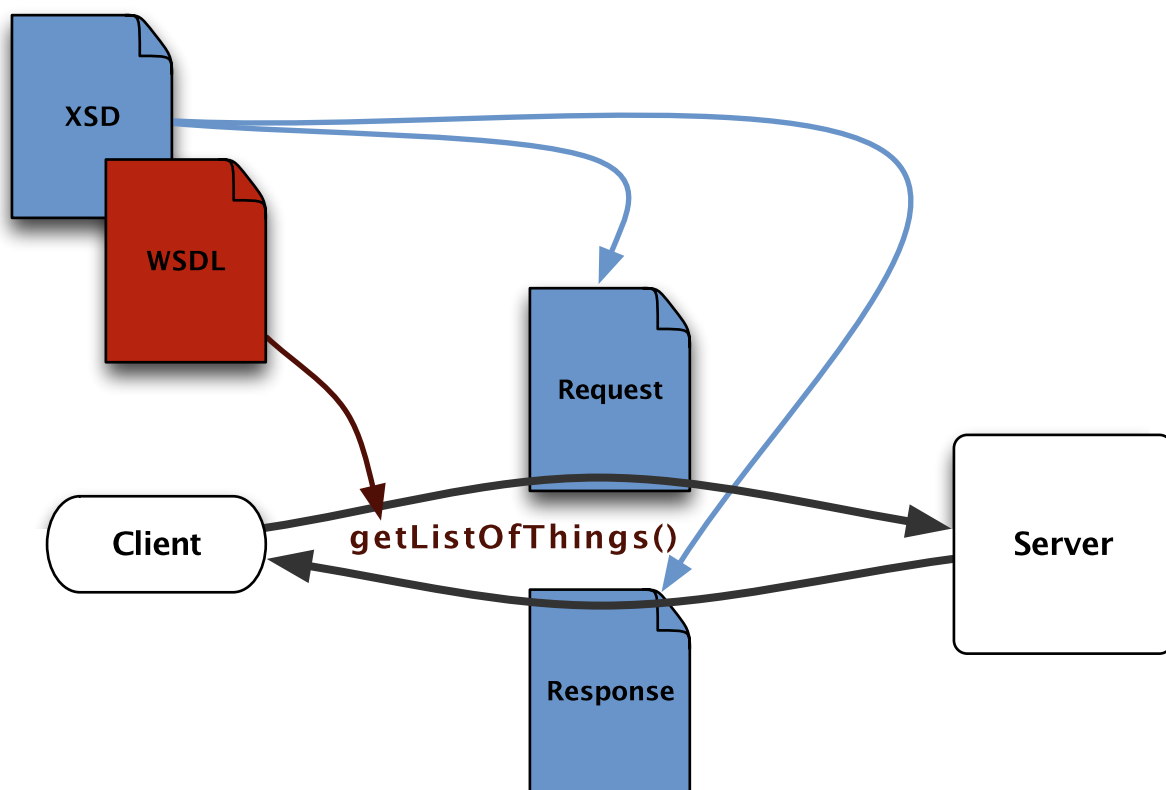 XSD
WSDL
Request
getListOfThings()
Client
Server
Response